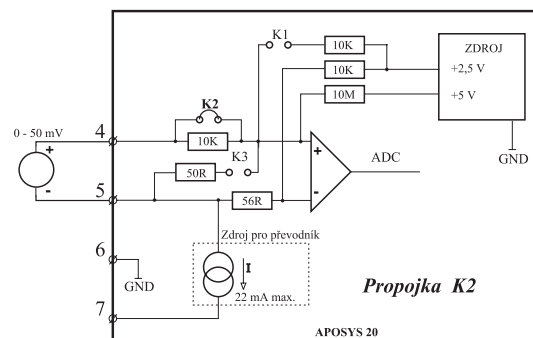 K1
10K
ZDROJ
10K
+2,5 V
K2
10M
+5 V
0 - 50 mV
4
10K
+
K3
+
ADC
GND
50R
-
5
56R
-
Zdroj pro převodník
6
I
GND
22 mA max.
Propojka K2
7
APOSYS 20